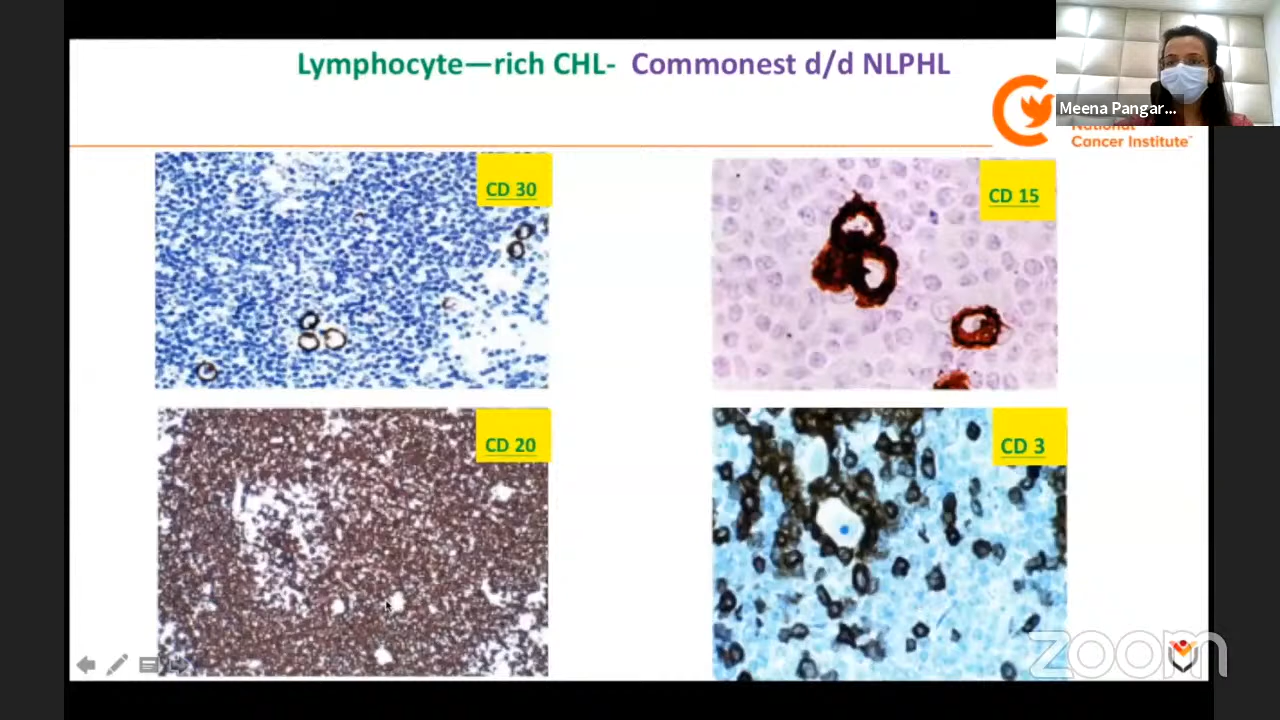 Lymphocyte—rich CHL- Commonest d/d NLPHL
Meena Pangar...
National
Cancer Institute
CD 30
CD 15
CD 20
CD 3
zoom